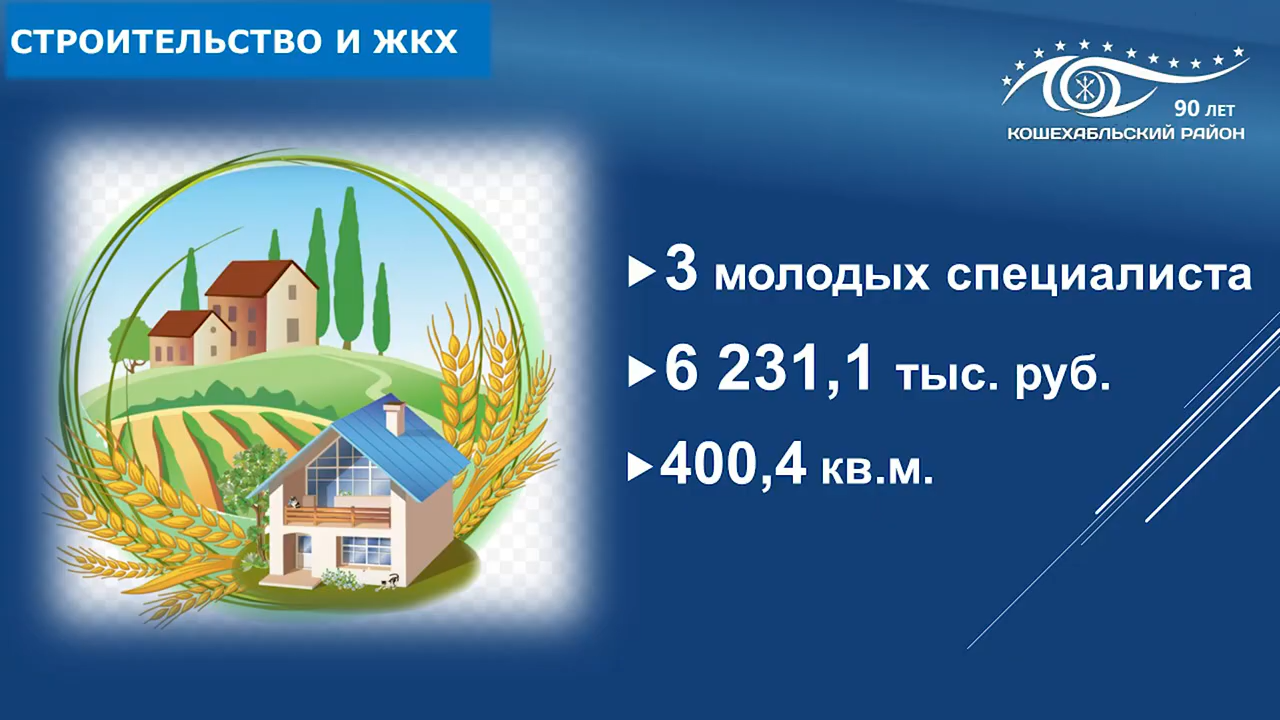 СТРОИТЕЛЬСТВО И ЖКХ
90 ЛЕТ
КОШЕХАБЛЬСКИЙ РАЙОН
3 молодых специалиста
6 231,1 тыс. руб.
400,4 кв.м.